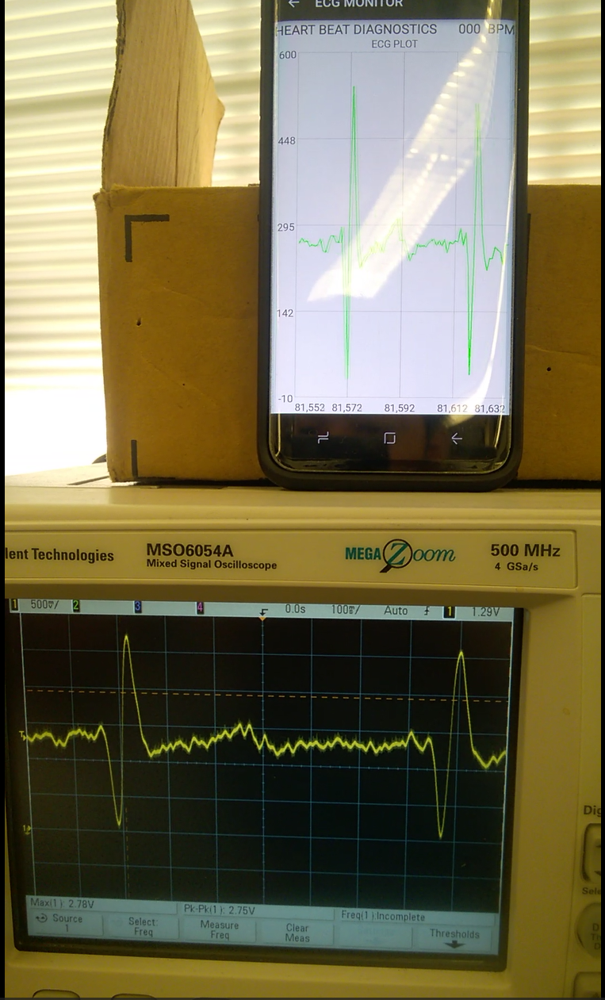 ECG MONITOR
HEART BEAT DIAGNOSTICS 000 BPM
ECG PLOT
600
448
295
142
-10
81,552 81,572 81,592 81,612 81,632
lent Technologies
MSO6054A
Mixed Signal Oscilloscope
MEGA Zoom
500 MHz
4 GSa/s
1 500㎷/ 2 3 4 0.0s 100㎳/ Auto 1 1.29V
Max(1): 2.78V Pk-Pk(1): 2.75V Freq(1):Incomplete
Source
1
Select:
Freq
Measure
Freq
Clear
Meas
Thresholds
Dig
Sele